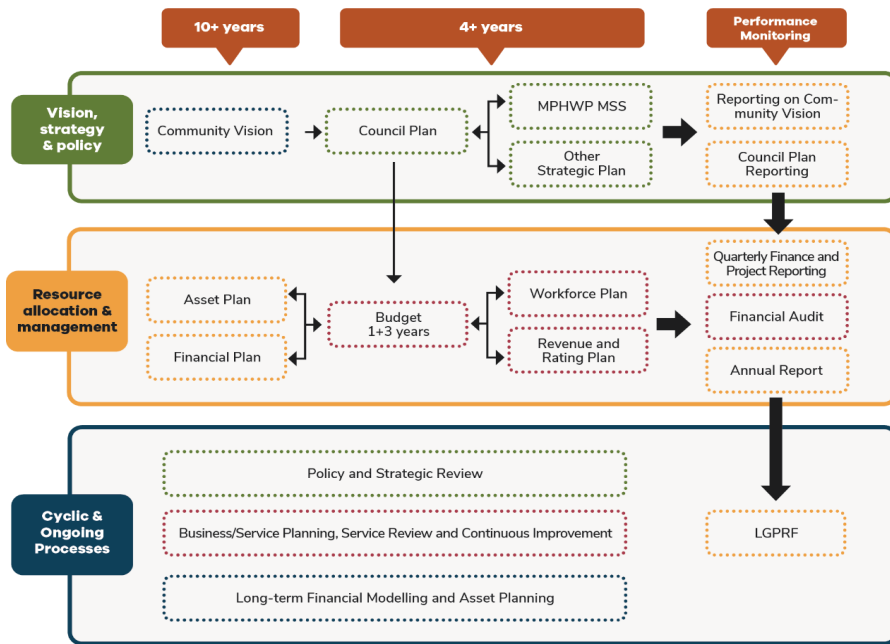 10+ years
4+ years
Performance
Monitoring
Vision,
strategy
& policy
Community Vision
Council Plan
MPHWP MSS
Other
Strategic Plan
Reporting on Com-
munity Vision
Council Plan
Reporting
Resource
allocation &
management
Asset Plan
Financial Plan
Budget
1+3 years
Workforce Plan
Revenue and
Rating Plan
Quarterly Finance and
Project Reporting
Financial Audit
Annual Report
Cyclic &
Ongoing
Processes
Policy and Strategic Review
Business/Service Planning, Service Review and Continuous Improvement
Long-term Financial Modelling and Asset Planning
LGPRF